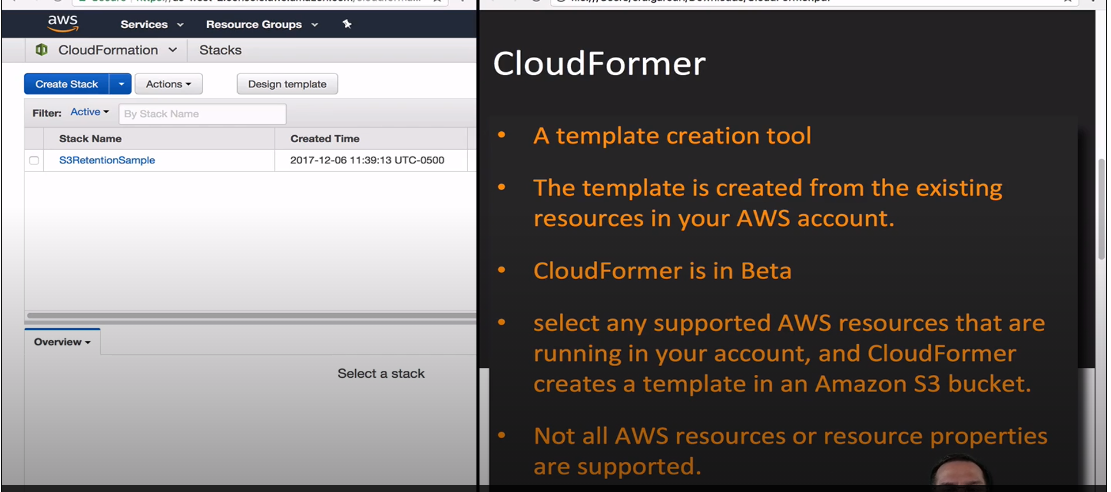 aws
Services
Resource Groups
CloudFormation
Stacks
Create Stack
Actions
Design template
Filter:
Active
By Stack Name
Stack Name
Created Time
S3RetentionSample
2017-12-06 11:39:13 UTC-0500
Overview
Select a stack
CloudFormer
• A template creation tool
• The template is created from the existing
resources in your AWS account.
• CloudFormer is in Beta
• select any supported AWS resources that are
running in your account, and CloudFormer
creates a template in an Amazon S3 bucket.
• Not all AWS resources or resource properties
are supported.